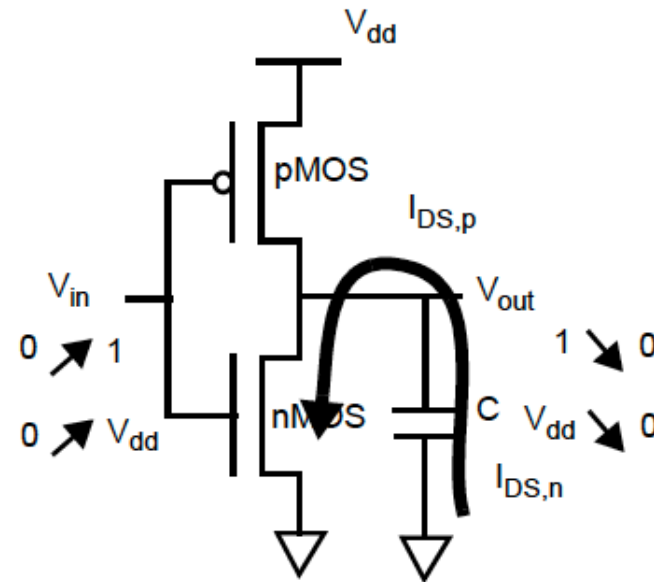 Vdd
pMOS
IDS,p
Vin
Vout
0 1
1 0
nMOS
C
0 Vdd
Vdd 0
IDS,n